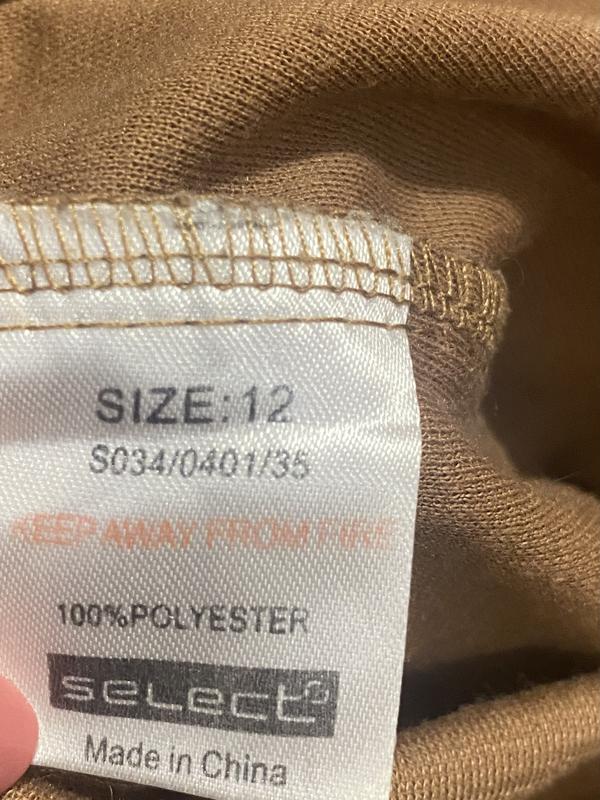 SIZE:12
S034/0401/35
KEEP AWAY FROM FIRE
100%POLYESTER
select
Made in China